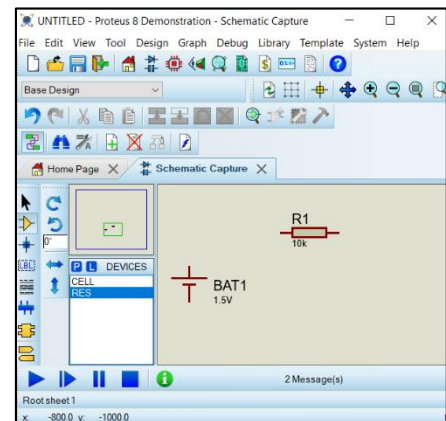 UNTITLED - Proteus 8 Demonstration - Schematic Capture
File Edit View Tool Design Graph Debug Library Template System Help
Base Design
Home Page Schematic Capture
R1
10k
0°
LBL
P L DEVICES
CELL
RES
BAT1
1.5V
2 Message(s)
Root sheet 1
x: -800.0 y: -1000.0